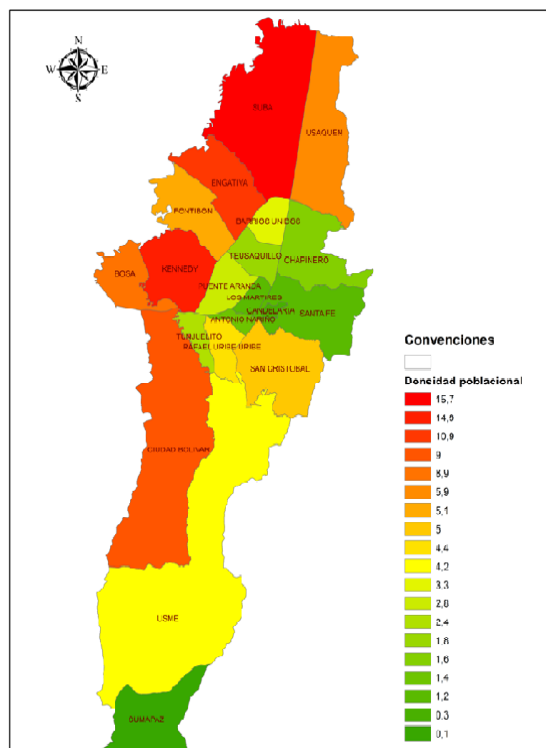 N
W E
S
SUBA
USAQUEN
ENGATIVA
FONTIBON
BARRIOS UNIDOS
TEUSAQUILLO
CHAPINERO
BOSA
KENNEDY
PUENTE ARANDA
LOS MARTIRES
CANDELARIA
SANTA FE
ANTONIO NARIÑO
TUNJUELITO
RAFAEL URIBE URIBE
SAN CRISTOBAL
CIUDAD BOLIVAR
USME
SUMAPAZ
Convenciones
Densidad poblacional
15,7
10,9
9
8,9
5,9
5,1
5
4,4
4,2
3,3
2,8
2,4
1,8
1,6
1,4
1,2
0,3
0,1